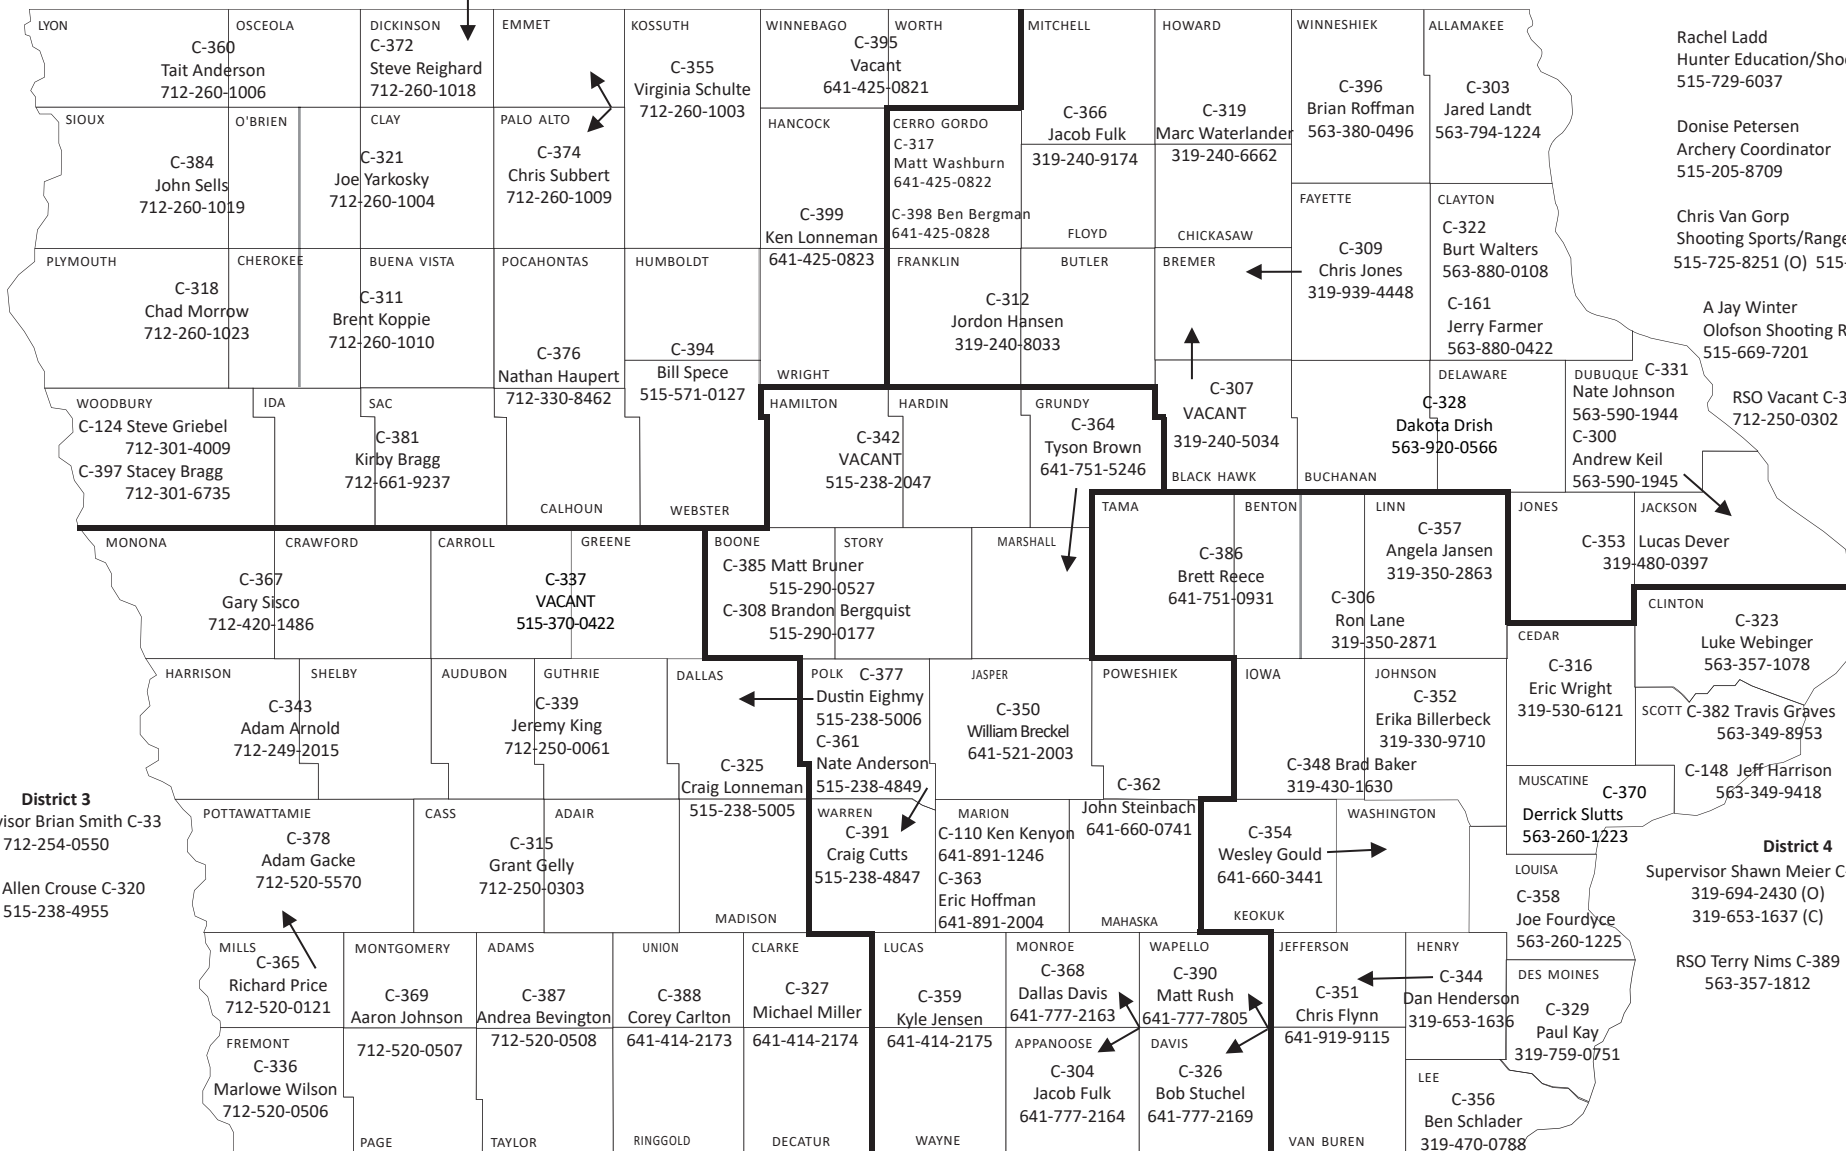 LYON
OSCEOLA
C-360
Tait Anderson
712-260-1006
DICKINSON
C-372
Steve Reighard
712-260-1018
EMMET
KOSSUTH
C-355
Virginia Schulte
712-260-1003
WINNEBAGO
WORTH
C-395
Vacant
641-425-0821
MITCHELL
C-366
Jacob Fulk
319-240-9174
HOWARD
C-319
Marc Waterlander
319-240-6662
WINNESHIEK
C-396
Brian Roffman
563-380-0496
ALLAMAKEE
C-303
Jared Landt
563-794-1224
Rachel Ladd
Hunter Education/Shoo
515-729-6037
Donise Petersen
Archery Coordinator
515-205-8709
Chris Van Gorp
Shooting Sports/Range
515-725-8251 (O) 515-
A Jay Winter
Olofson Shooting R
515-669-7201
RSO Vacant C-3
712-250-0302
SIOUX
O'BRIEN
C-384
John Sells
712-260-1019
CLAY
C-321
Joe Yarkosky
712-260-1004
PALO ALTO
C-374
Chris Subbert
712-260-1009
HANCOCK
C-399
Ken Lonneman
641-425-0823
CERRO GORDO
C-317
Matt Washburn
641-425-0822
C-398 Ben Bergman
641-425-0828
FLOYD
CHICKASAW
FAYETTE
C-309
Chris Jones
319-939-4448
CLAYTON
C-322
Burt Walters
563-880-0108
C-161
Jerry Farmer
563-880-0422
PLYMOUTH
CHEROKEE
C-318
Chad Morrow
712-260-1023
BUENA VISTA
C-311
Brent Koppie
712-260-1010
POCAHONTAS
C-376
Nathan Haupert
712-330-8462
HUMBOLDT
C-394
Bill Spece
515-571-0127
WRIGHT
FRANKLIN
BUTLER
C-312
Jordon Hansen
319-240-8033
BREMER
C-307
VACANT
319-240-5034
BLACK HAWK
BUCHANAN
DELAWARE
C-328
Dakota Drish
563-920-0566
DUBUQUE C-331
Nate Johnson
563-590-1944
C-300
Andrew Keil
563-590-1945
WOODBURY
C-124 Steve Griebel
712-301-4009
C-397 Stacey Bragg
712-301-6735
IDA
SAC
C-381
Kirby Bragg
712-661-9237
CALHOUN
WEBSTER
HAMILTON
HARDIN
C-342
VACANT
515-238-2047
GRUNDY
C-364
Tyson Brown
641-751-5246
TAMA
BENTON
C-386
Brett Reece
641-751-0931
LINN
C-357
Angela Jansen
319-350-2863
C-306
Ron Lane
319-350-2871
JONES
JACKSON
C-353 Lucas Dever
319-480-0397
MONONA
CRAWFORD
C-367
Gary Sisco
712-420-1486
CARROLL
GREENE
C-337
VACANT
515-370-0422
BOONE
STORY
C-385 Matt Bruner
515-290-0527
C-308 Brandon Bergquist
515-290-0177
MARSHALL
CLINTON
C-323
Luke Webinger
563-357-1078
CEDAR
C-316
Eric Wright
319-530-6121
SCOTT C-382 Travis Graves
563-349-8953
C-148 Jeff Harrison
563-349-9418
HARRISON
SHELBY
C-343
Adam Arnold
712-249-2015
AUDUBON
GUTHRIE
C-339
Jeremy King
712-250-0061
DALLAS
C-325
Craig Lonneman
515-238-5005
POLK C-377
Dustin Eighmy
515-238-5006
C-361
Nate Anderson
515-238-4849
JASPER
C-350
William Breckel
641-521-2003
POWESHIEK
C-362
John Steinbach
641-660-0741
IOWA
JOHNSON
C-352
Erika Billerbeck
319-330-9710
C-348 Brad Baker
319-430-1630
MUSCATINE
C-370
Derrick Slutts
563-260-1223
District 3
visor Brian Smith C-33
712-254-0550
Allen Crouse C-320
515-238-4955
POTTAWATTAMIE
C-378
Adam Gacke
712-520-5570
CASS
ADAIR
C-315
Grant Gelly
712-250-0303
MADISON
WARREN
C-391
Craig Cutts
515-238-4847
MARION
C-110 Ken Kenyon
641-891-1246
C-363
Eric Hoffman
641-891-2004
MAHASKA
C-354
Wesley Gould
641-660-3441
KEOKUK
WASHINGTON
LOUISA
C-358
Joe Fourdyce
563-260-1225
District 4
Supervisor Shawn Meier C-
319-694-2430 (O)
319-653-1637 (C)
RSO Terry Nims C-389
563-357-1812
MILLS
C-365
Richard Price
712-520-0121
MONTGOMERY
C-369
Aaron Johnson
712-520-0507
ADAMS
C-387
Andrea Bevington
712-520-0508
UNION
C-388
Corey Carlton
641-414-2173
CLARKE
C-327
Michael Miller
641-414-2174
LUCAS
C-359
Kyle Jensen
641-414-2175
MONROE
C-368
Dallas Davis
641-777-2163
WAPELLO
C-390
Matt Rush
641-777-7805
JEFFERSON
C-351
Chris Flynn
641-919-9115
HENRY
C-344
Dan Henderson
319-653-1636
DES MOINES
C-329
Paul Kay
319-759-0751
FREMONT
C-336
Marlowe Wilson
712-520-0506
PAGE
TAYLOR
RINGGOLD
DECATUR
WAYNE
APPANOOSE
C-304
Jacob Fulk
641-777-2164
DAVIS
C-326
Bob Stuchel
641-777-2169
VAN BUREN
LEE
C-356
Ben Schlader
319-470-0788